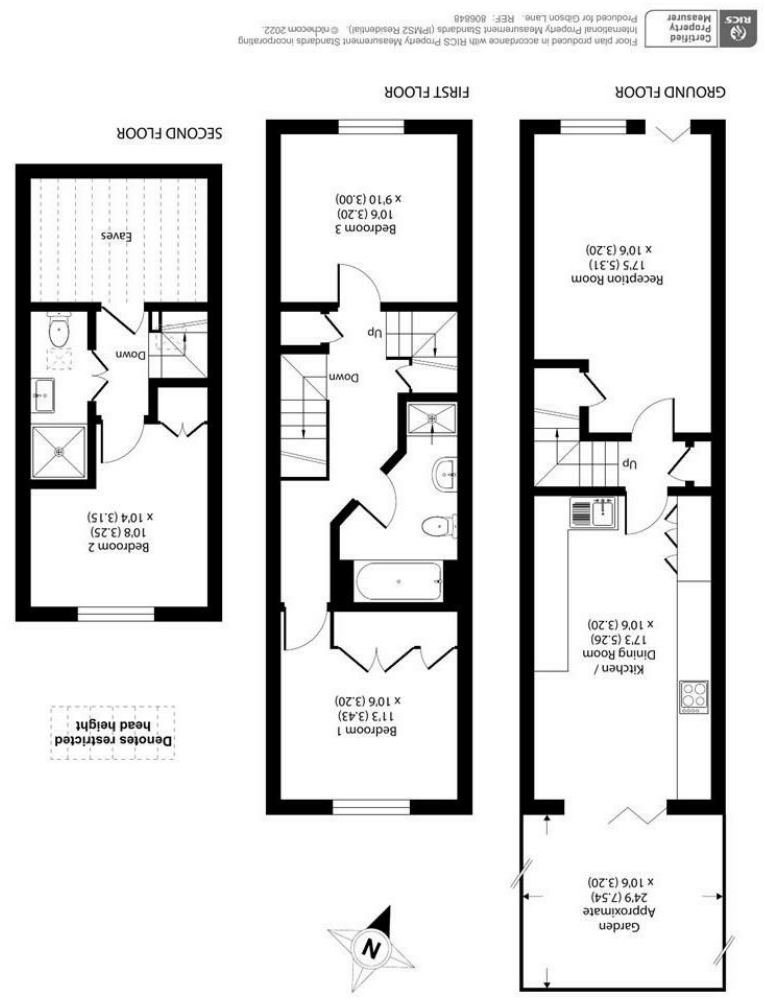 Garden
Approximate
24'9 (7.54)
x 10'6 (3.20)
N
Kitchen /
Dining Room
17'3 (5.26)
x 10'6 (3.20)
Up
Reception Room
17'5 (5.31)
x 10'6 (3.20)
GROUND FLOOR
Bedroom 1
11'3 (3.43)
x 10'6 (3.20)
Down
Up
Bedroom 3
10'6 (3.20)
x 9'10 (3.00)
FIRST FLOOR
Denotes restricted
head height
Bedroom 2
10'8 (3.25)
x 10'4 (3.15)
Down
Eaves
SECOND FLOOR
RICS
Certified
Property
Measurer
Floor plan produced in accordance with RICS Property Measurement Standards incorporating
International Property Measurement Standards (IPMS2 Residential). © nichecom 2022.
Produced for Gibson Lane. REF: 806848